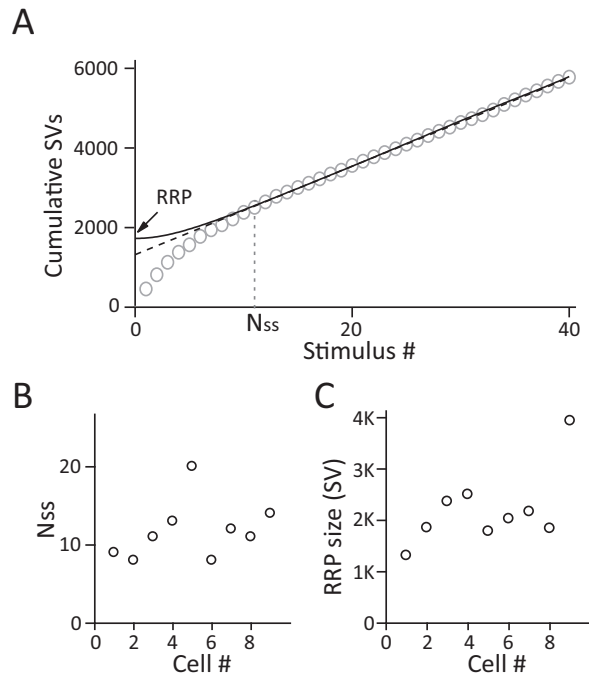 A
Cumulative SVs
6000
4000
2000
0
RRP
0
Nss
20
40
Stimulus #
B
Nss
20
10
0
0
2
4
6
8
Cell #
C
RRP size (SV)
4K
3K
2K
1K
0
0
2
4
6
8
Cell #